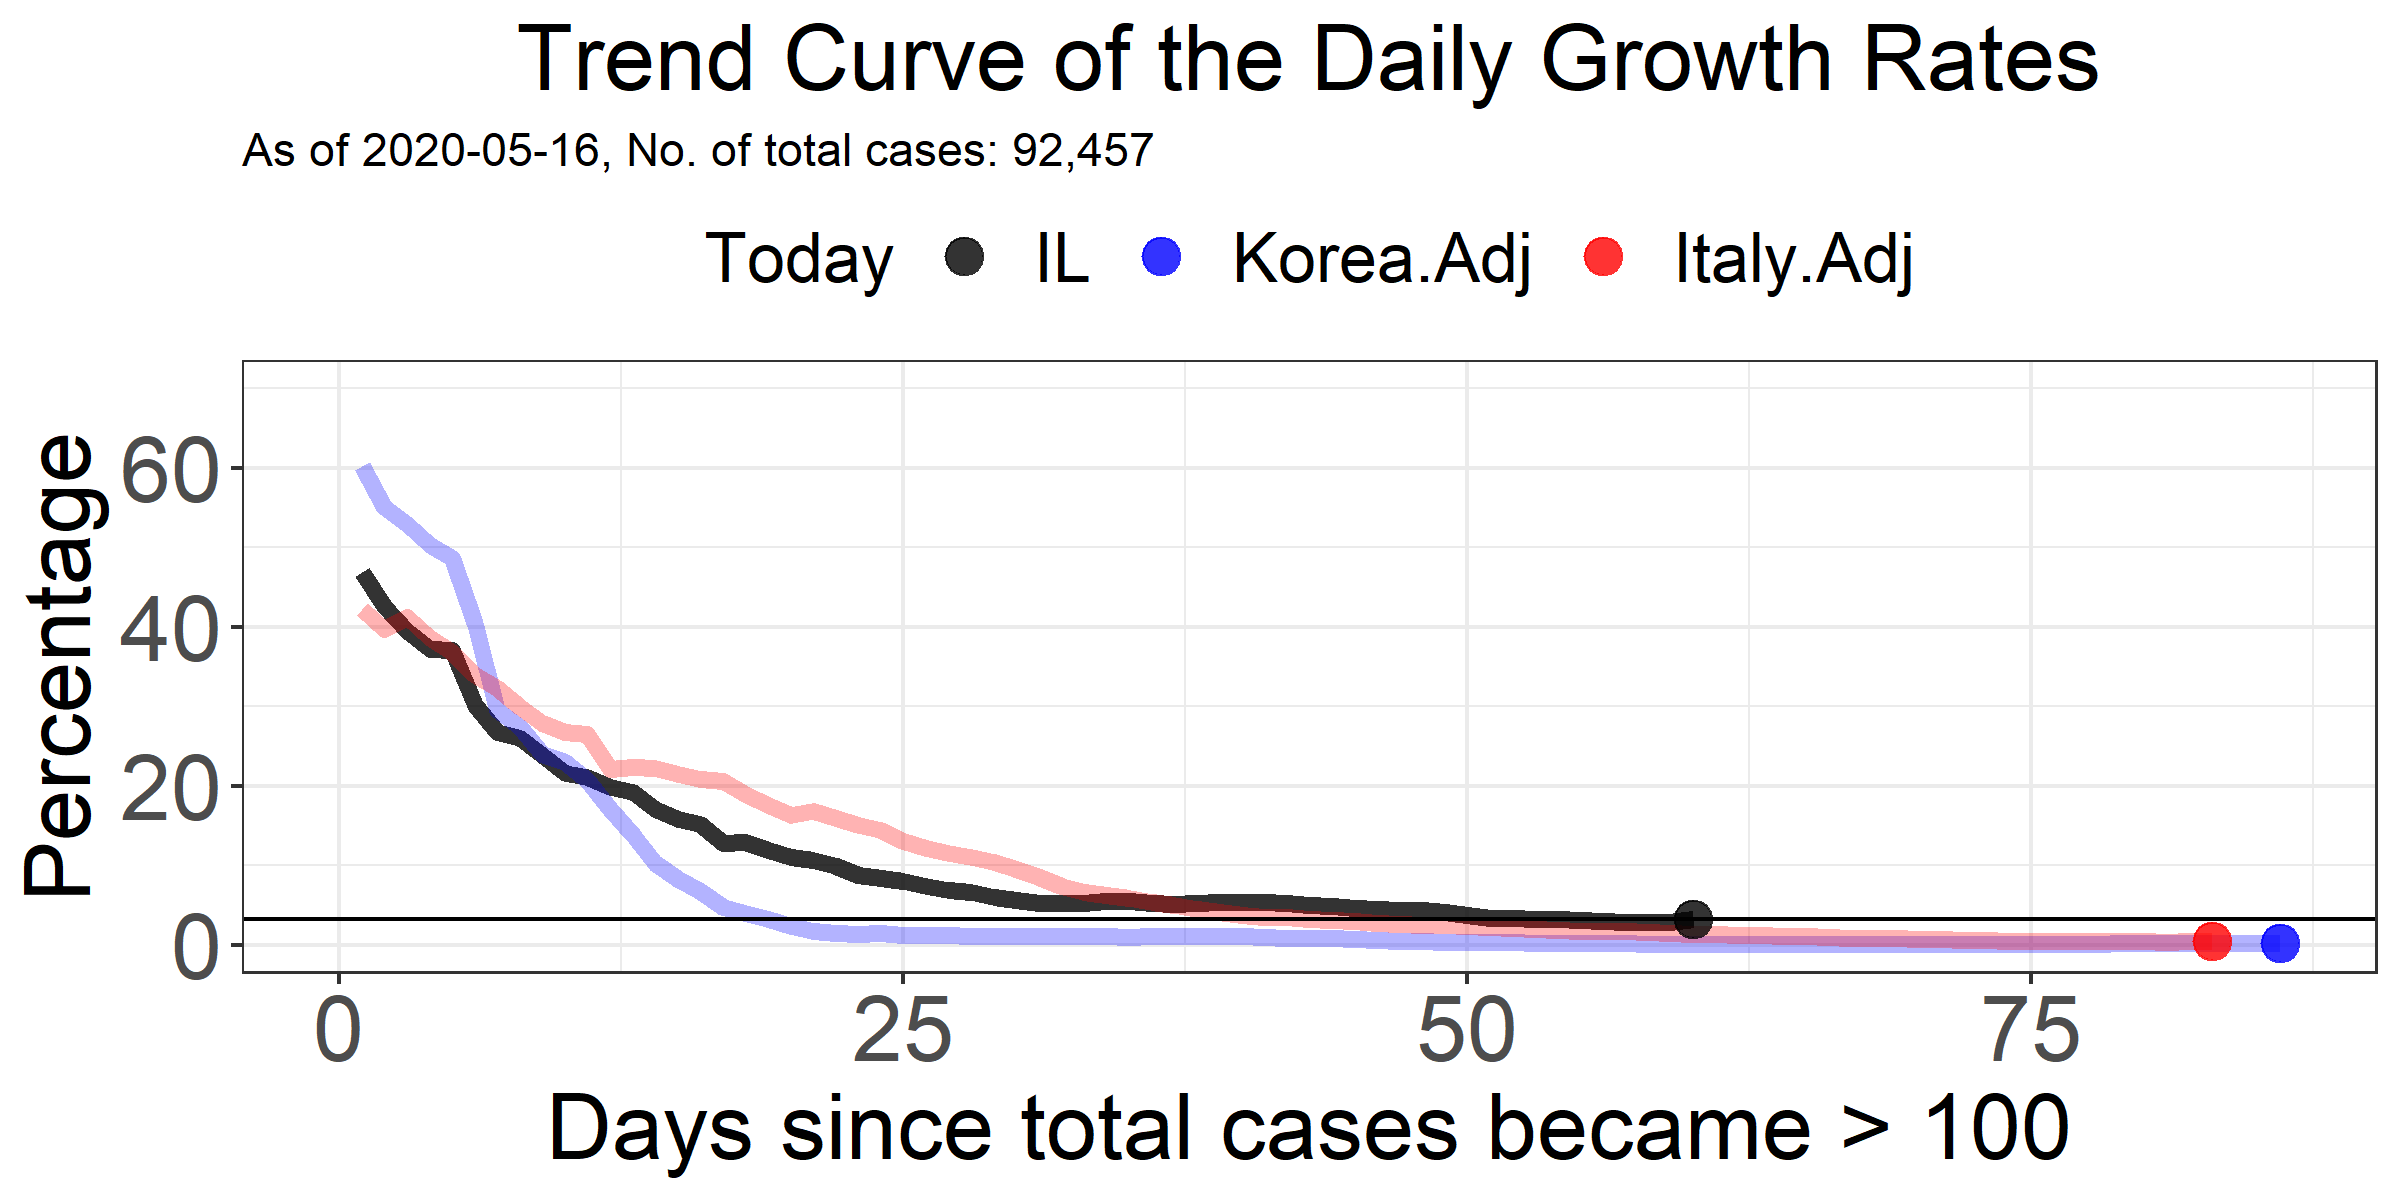 Trend Curve of the Daily Growth Rates
As of 2020-05-16, No. of total cases: 92,457
Today IL Korea.Adj Italy.Adj
Percentage
60
40
20
0
0 25 50 75
Days since total cases became > 100